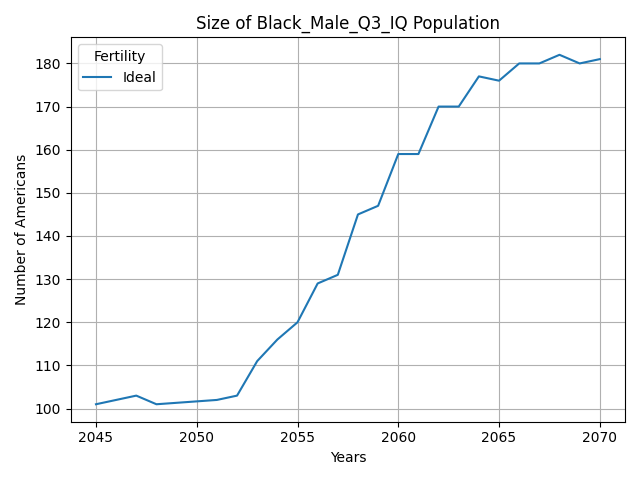 Size of Black_Male_Q3_IQ Population
Fertility
Ideal
Number of Americans
180
170
160
150
140
130
120
110
100
2045 2050 2055 2060 2065 2070
Years